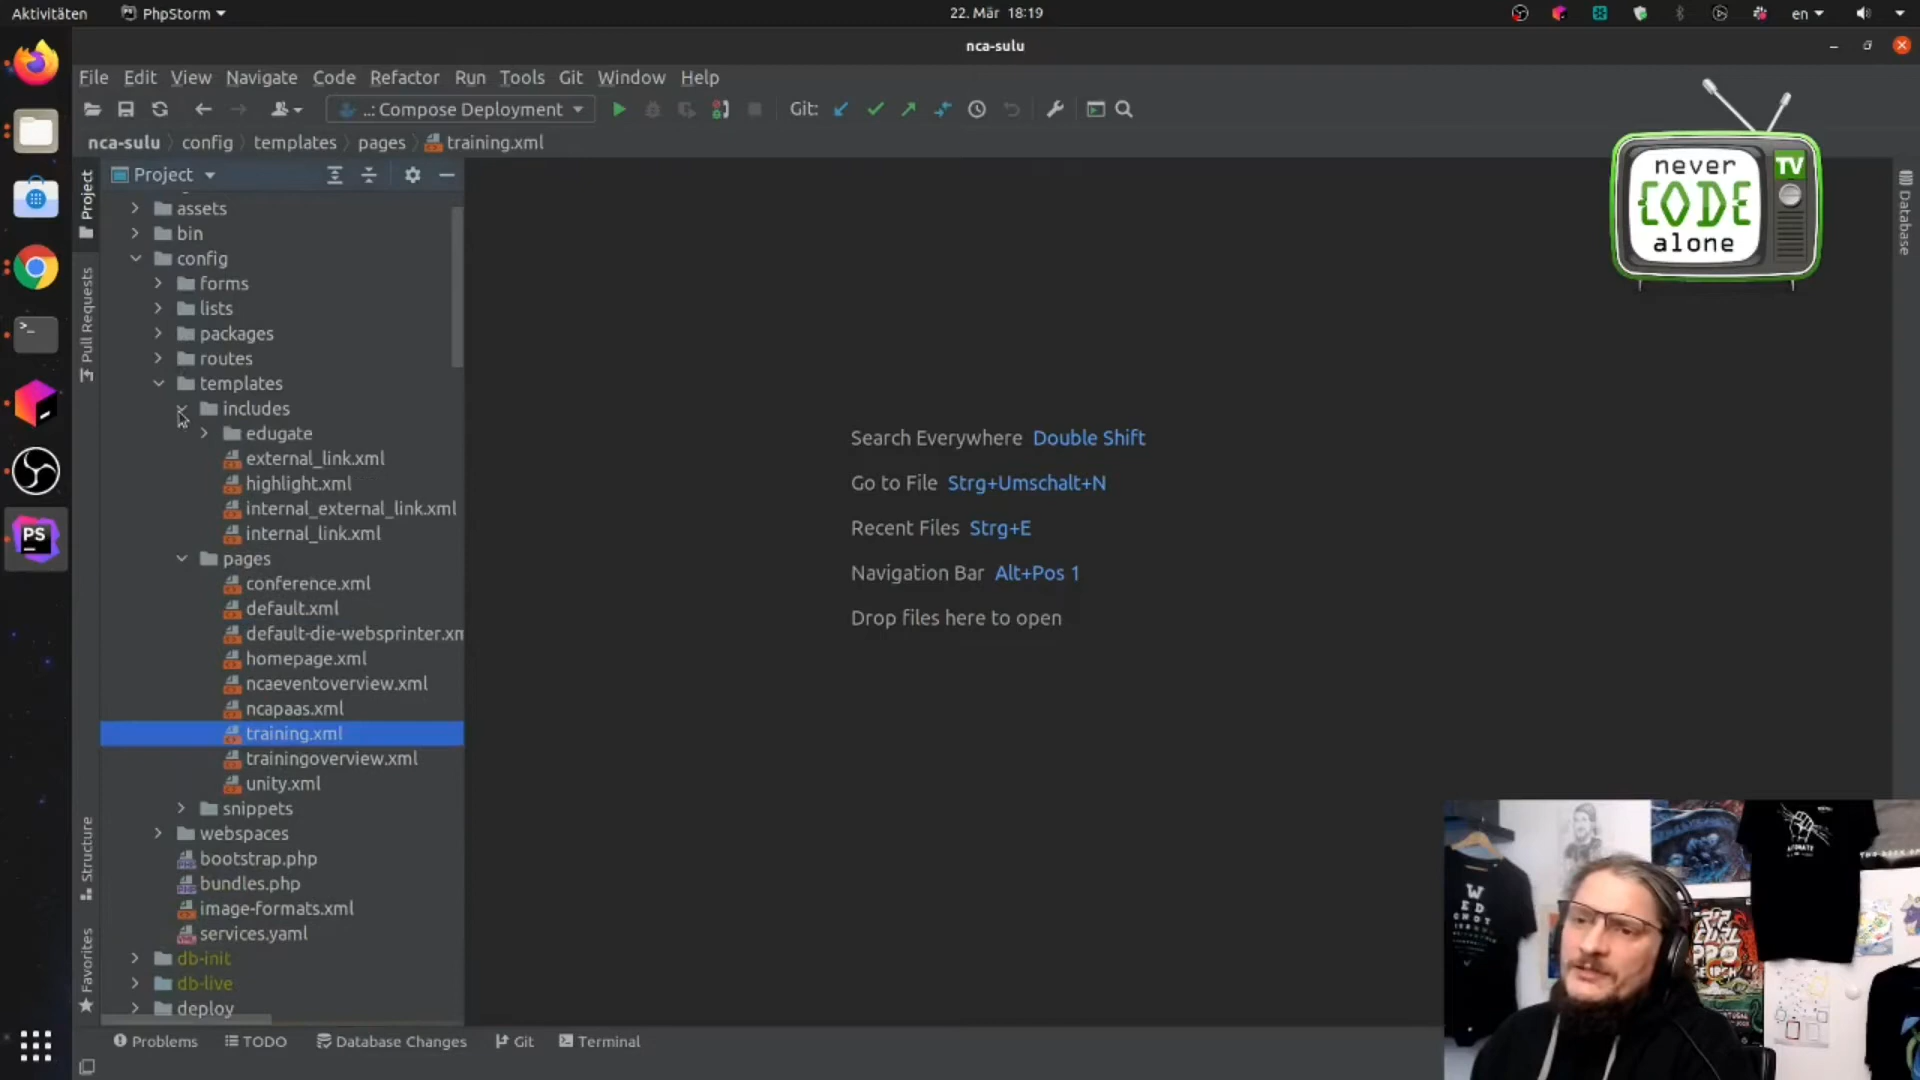 Aktivitäten
PhpStorm
22. Mär 18:19
en
nca-sulu
File Edit View Navigate Code Refactor Run Tools Git Window Help
..: Compose Deployment
Git:
nca-sulu config templates pages training.xml
Project
Project
Pull Requests
Structure
Favorites
Database
assets
bin
config
forms
lists
packages
routes
templates
includes
edugate
external_link.xml
highlight.xml
internal_external_link.xml
internal_link.xml
pages
conference.xml
default.xml
default-die-websprinter.xm
homepage.xml
ncaeventoverview.xml
ncapaas.xml
training.xml
trainingoverview.xml
unity.xml
snippets
webspaces
bootstrap.php
bundles.php
image-formats.xml
services.yaml
db-init
db-live
deploy
Search Everywhere Double Shift
Go to File Strg+Umschalt+N
Recent Files Strg+E
Navigation Bar Alt+Pos 1
Drop files here to open
never
CODE
alone
TV
PS
Problems
TODO
Database Changes
Git
Terminal